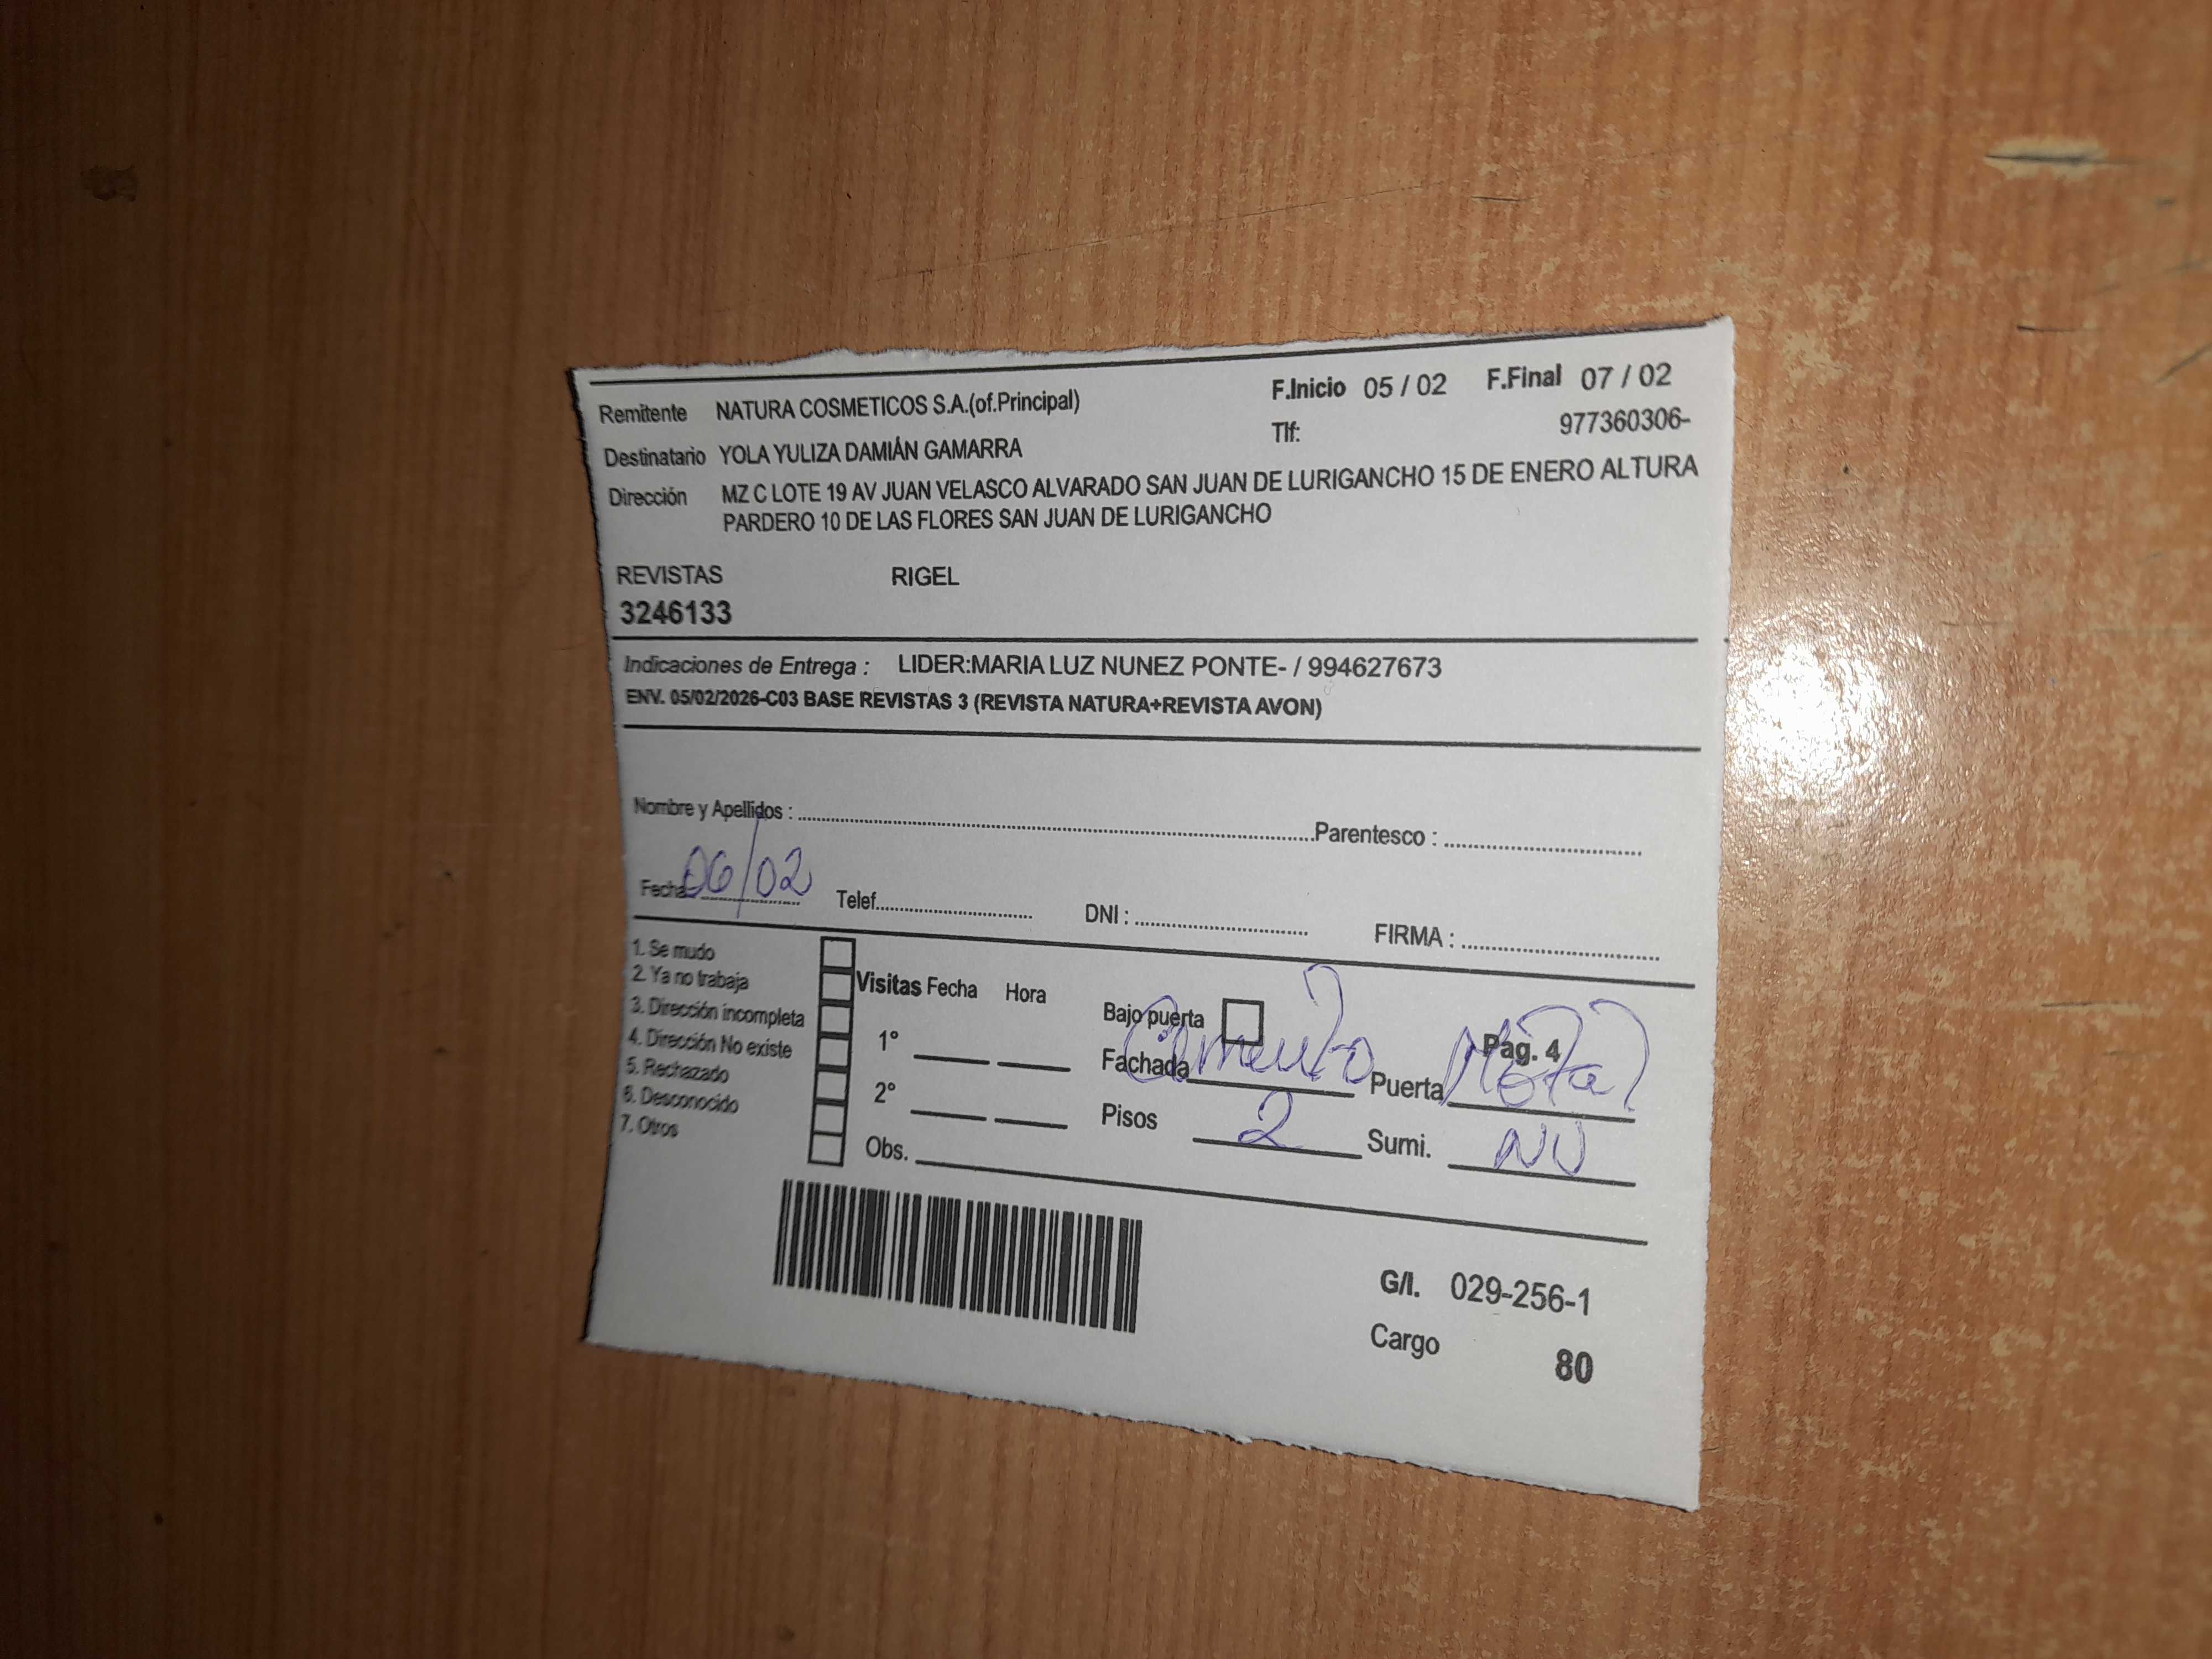 Remitente NATURA COSMETICOS S.A.(of.Principal) F.Inicio 05 / 02 F.Final 07 / 02
Destinatario YOLA YULIZA DAMIÁN GAMARRA Tlf: 977360306-
Dirección MZ C LOTE 19 AV JUAN VELASCO ALVARADO SAN JUAN DE LURIGANCHO 15 DE ENERO ALTURA
PARDERO 10 DE LAS FLORES SAN JUAN DE LURIGANCHO
REVISTAS RIGEL
3246133
Indicaciones de Entrega : LIDER:MARIA LUZ NUNEZ PONTE- / 994627673
ENV. 05/02/2026-C03 BASE REVISTAS 3 (REVISTA NATURA+REVISTA AVON)
Nombre y Apellidos : Parentesco :
Fecha 06/02 Telef. DNI : FIRMA :
1. Se mudo
2. Ya no trabaja
3. Dirección incompleta
4. Dirección No existe
5. Rechazado
6. Desconocido
7. Otros
Visitas Fecha Hora
1°
2°
Obs.
Bajo puerta Pag. 4
Fachada Cemento Puerta Metal
Pisos 2 Sumi. NU
G/I. 029-256-1
Cargo 80